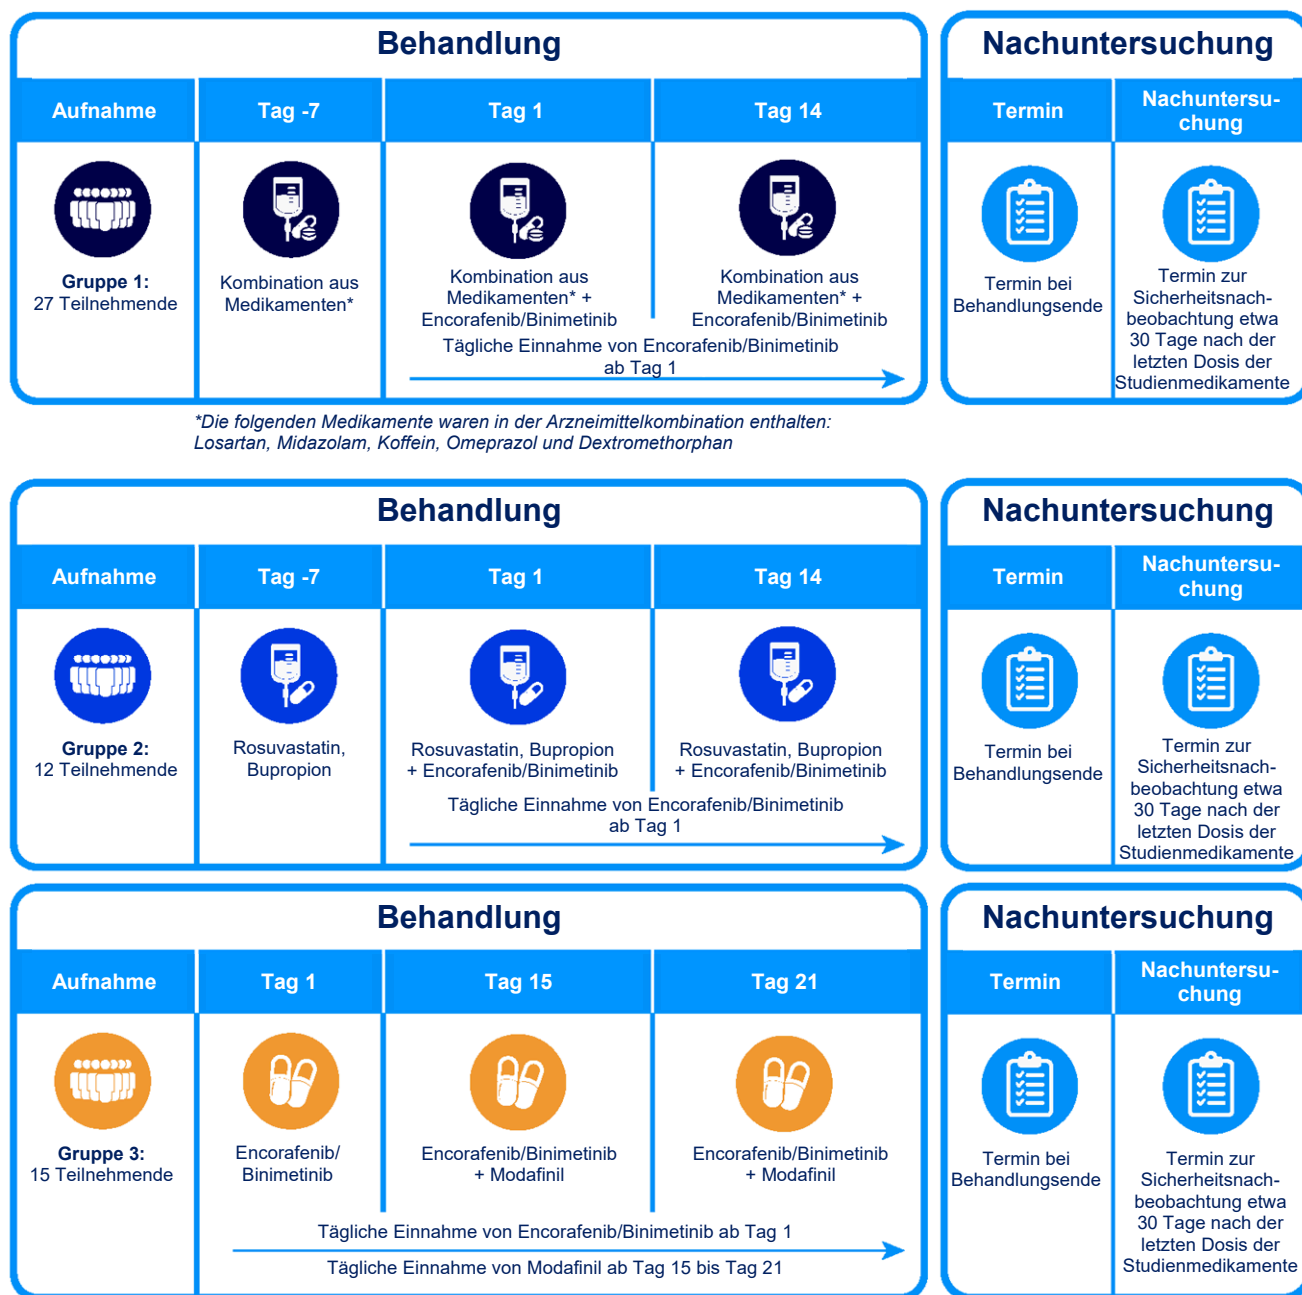 Behandlung
Nachuntersuchung
Aufnahme
Tag -7
Tag 1
Tag 14
Termin
Nachuntersu-
chung
Gruppe 1:
27 Teilnehmende
Kombination aus
Medikamenten*
Kombination aus
Medikamenten* +
Encorafenib/Binimetinib
Kombination aus
Medikamenten* +
Encorafenib/Binimetinib
Tägliche Einnahme von Encorafenib/Binimetinib
ab Tag 1
Termin bei
Behandlungsende
Termin zur
Sicherheitsnach-
beobachtung etwa
30 Tage nach der
letzten Dosis der
Studienmedikamente
*Die folgenden Medikamente waren in der Arzneimittelkombination enthalten:
Losartan, Midazolam, Koffein, Omeprazol und Dextromethorphan
Behandlung
Nachuntersuchung
Aufnahme
Tag -7
Tag 1
Tag 14
Termin
Nachuntersu-
chung
Gruppe 2:
12 Teilnehmende
Rosuvastatin,
Bupropion
Rosuvastatin, Bupropion
+ Encorafenib/Binimetinib
Rosuvastatin, Bupropion
+ Encorafenib/Binimetinib
Tägliche Einnahme von Encorafenib/Binimetinib
ab Tag 1
Termin bei
Behandlungsende
Termin zur
Sicherheitsnach-
beobachtung etwa
30 Tage nach der
letzten Dosis der
Studienmedikamente
Behandlung
Nachuntersuchung
Aufnahme
Tag 1
Tag 15
Tag 21
Termin
Nachuntersu-
chung
Gruppe 3:
15 Teilnehmende
Encorafenib/
Binimetinib
Encorafenib/Binimetinib
+ Modafinil
Encorafenib/Binimetinib
+ Modafinil
Tägliche Einnahme von Encorafenib/Binimetinib ab Tag 1
Tägliche Einnahme von Modafinil ab Tag 15 bis Tag 21
Termin bei
Behandlungsende
Termin zur
Sicherheitsnach-
beobachtung etwa
30 Tage nach der
letzten Dosis der
Studienmedikamente